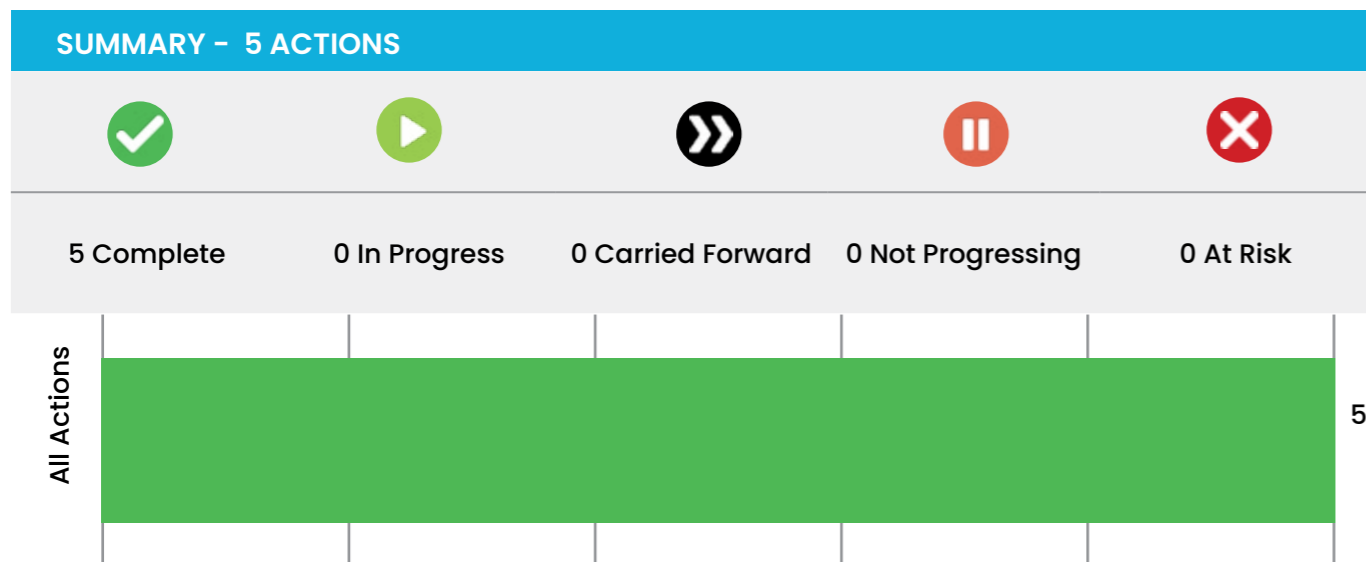 SUMMARY - 5 ACTIONS
5 Complete
0 In Progress
0 Carried Forward
0 Not Progressing
0 At Risk
All Actions
5